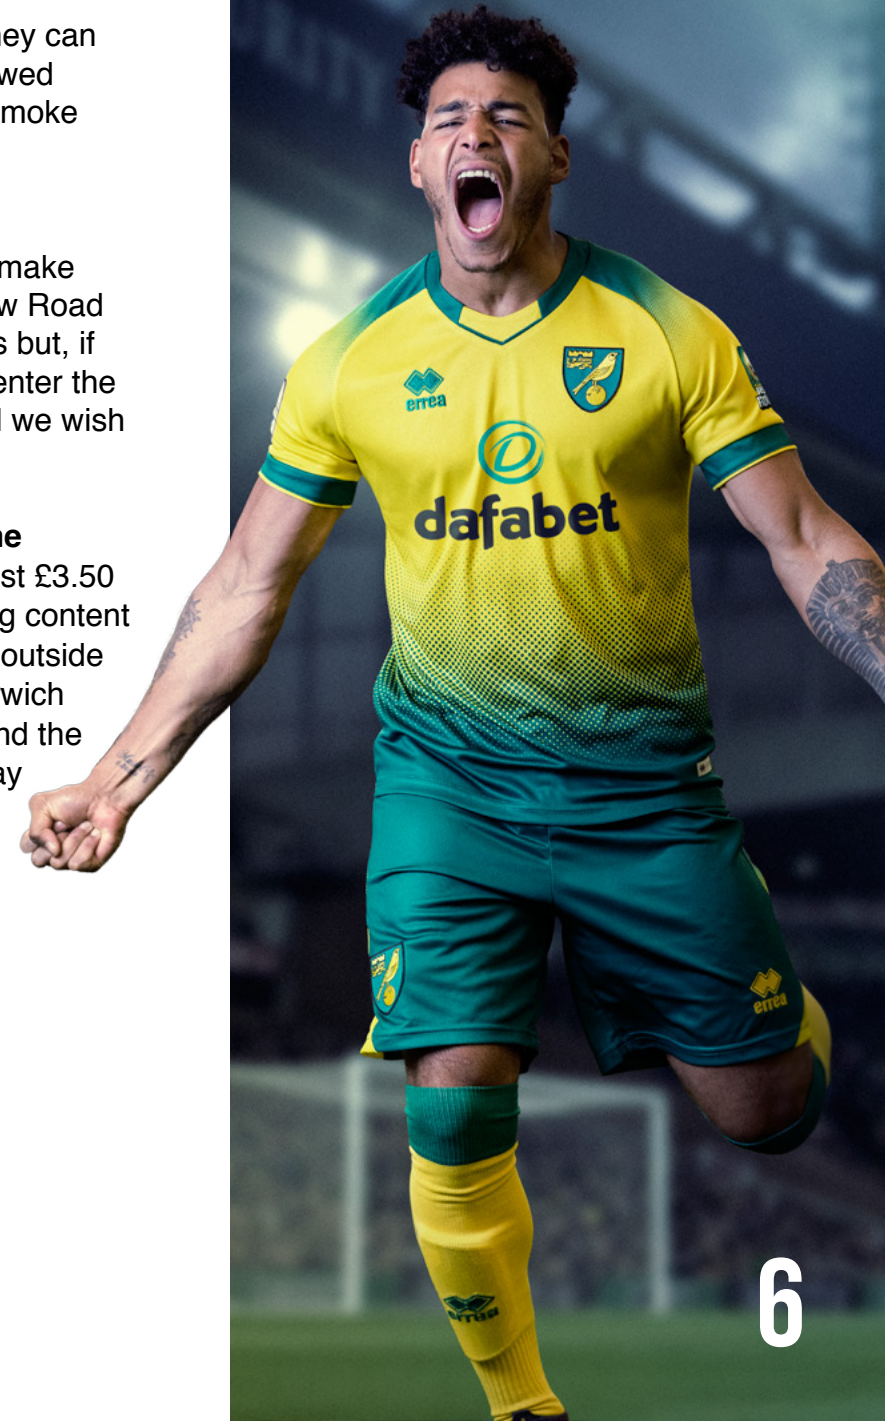 ey can
wed
moke
make
w Road
s but, if
enter the
l we wish
ne
st £3.50
g content
outside
wich
nd the
ay
errea
dafabet
errea
errea
6